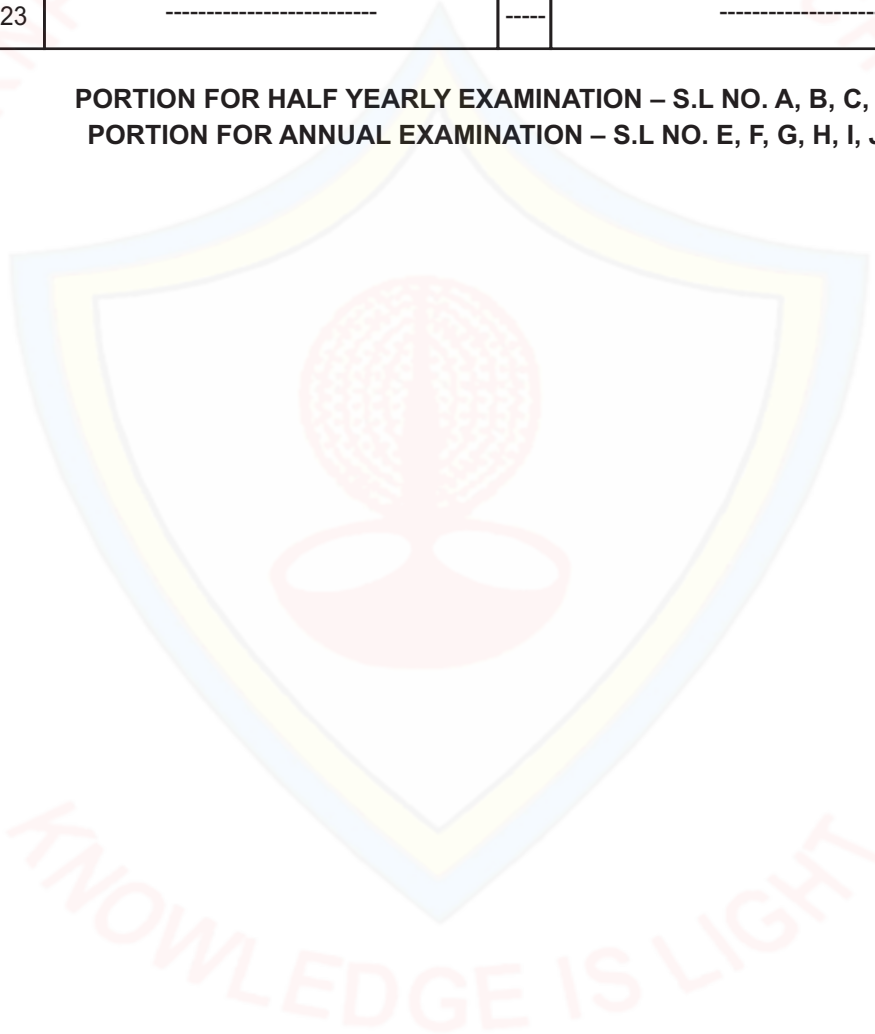 23 -------------------------- ----- -------------------
PORTION FOR HALF YEARLY EXAMINATION – S.L NO. A, B, C,
PORTION FOR ANNUAL EXAMINATION – S.L NO. E, F, G, H, I, J
KNOWLEDGE IS LIGHT